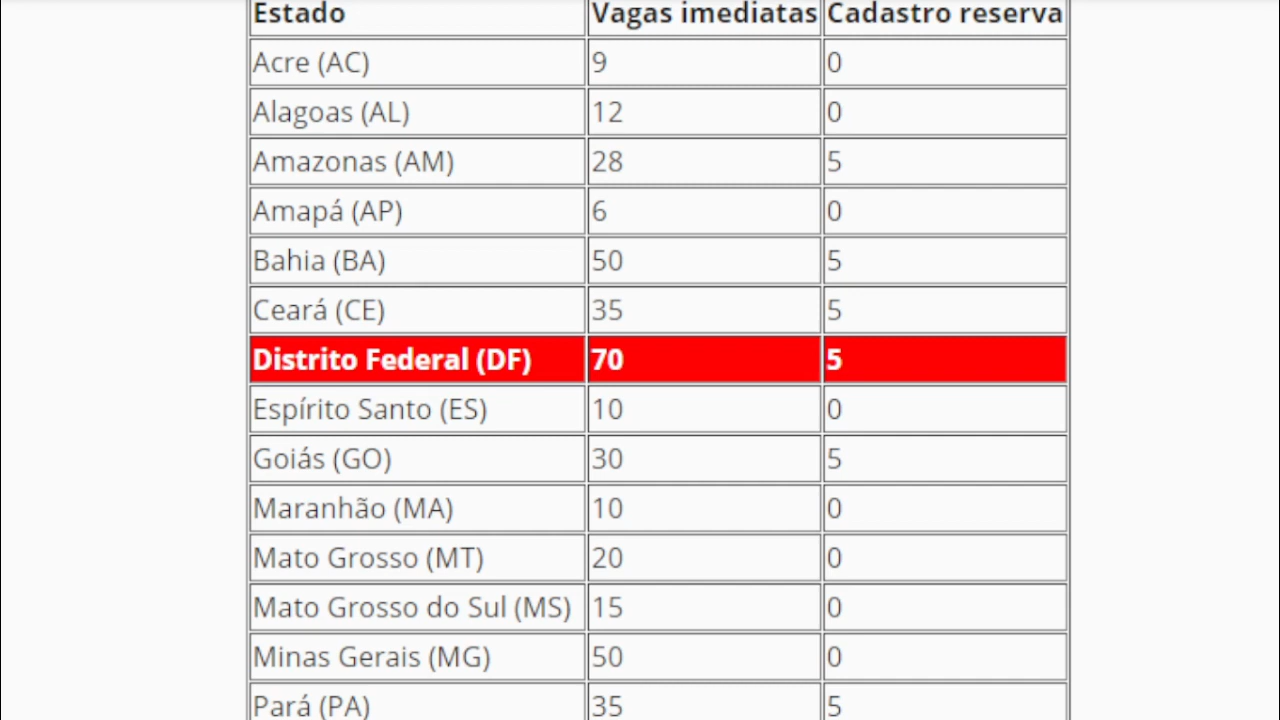 Estado Vagas imediatas Cadastro reserva
Acre (AC) 9 0
Alagoas (AL) 12 0
Amazonas (AM) 28 5
Amapá (AP) 6 0
Bahia (BA) 50 5
Ceará (CE) 35 5
Distrito Federal (DF) 70 5
Espírito Santo (ES) 10 0
Goiás (GO) 30 5
Maranhão (MA) 10 0
Mato Grosso (MT) 20 0
Mato Grosso do Sul (MS) 15 0
Minas Gerais (MG) 50 0
Pará (PA) 35 5